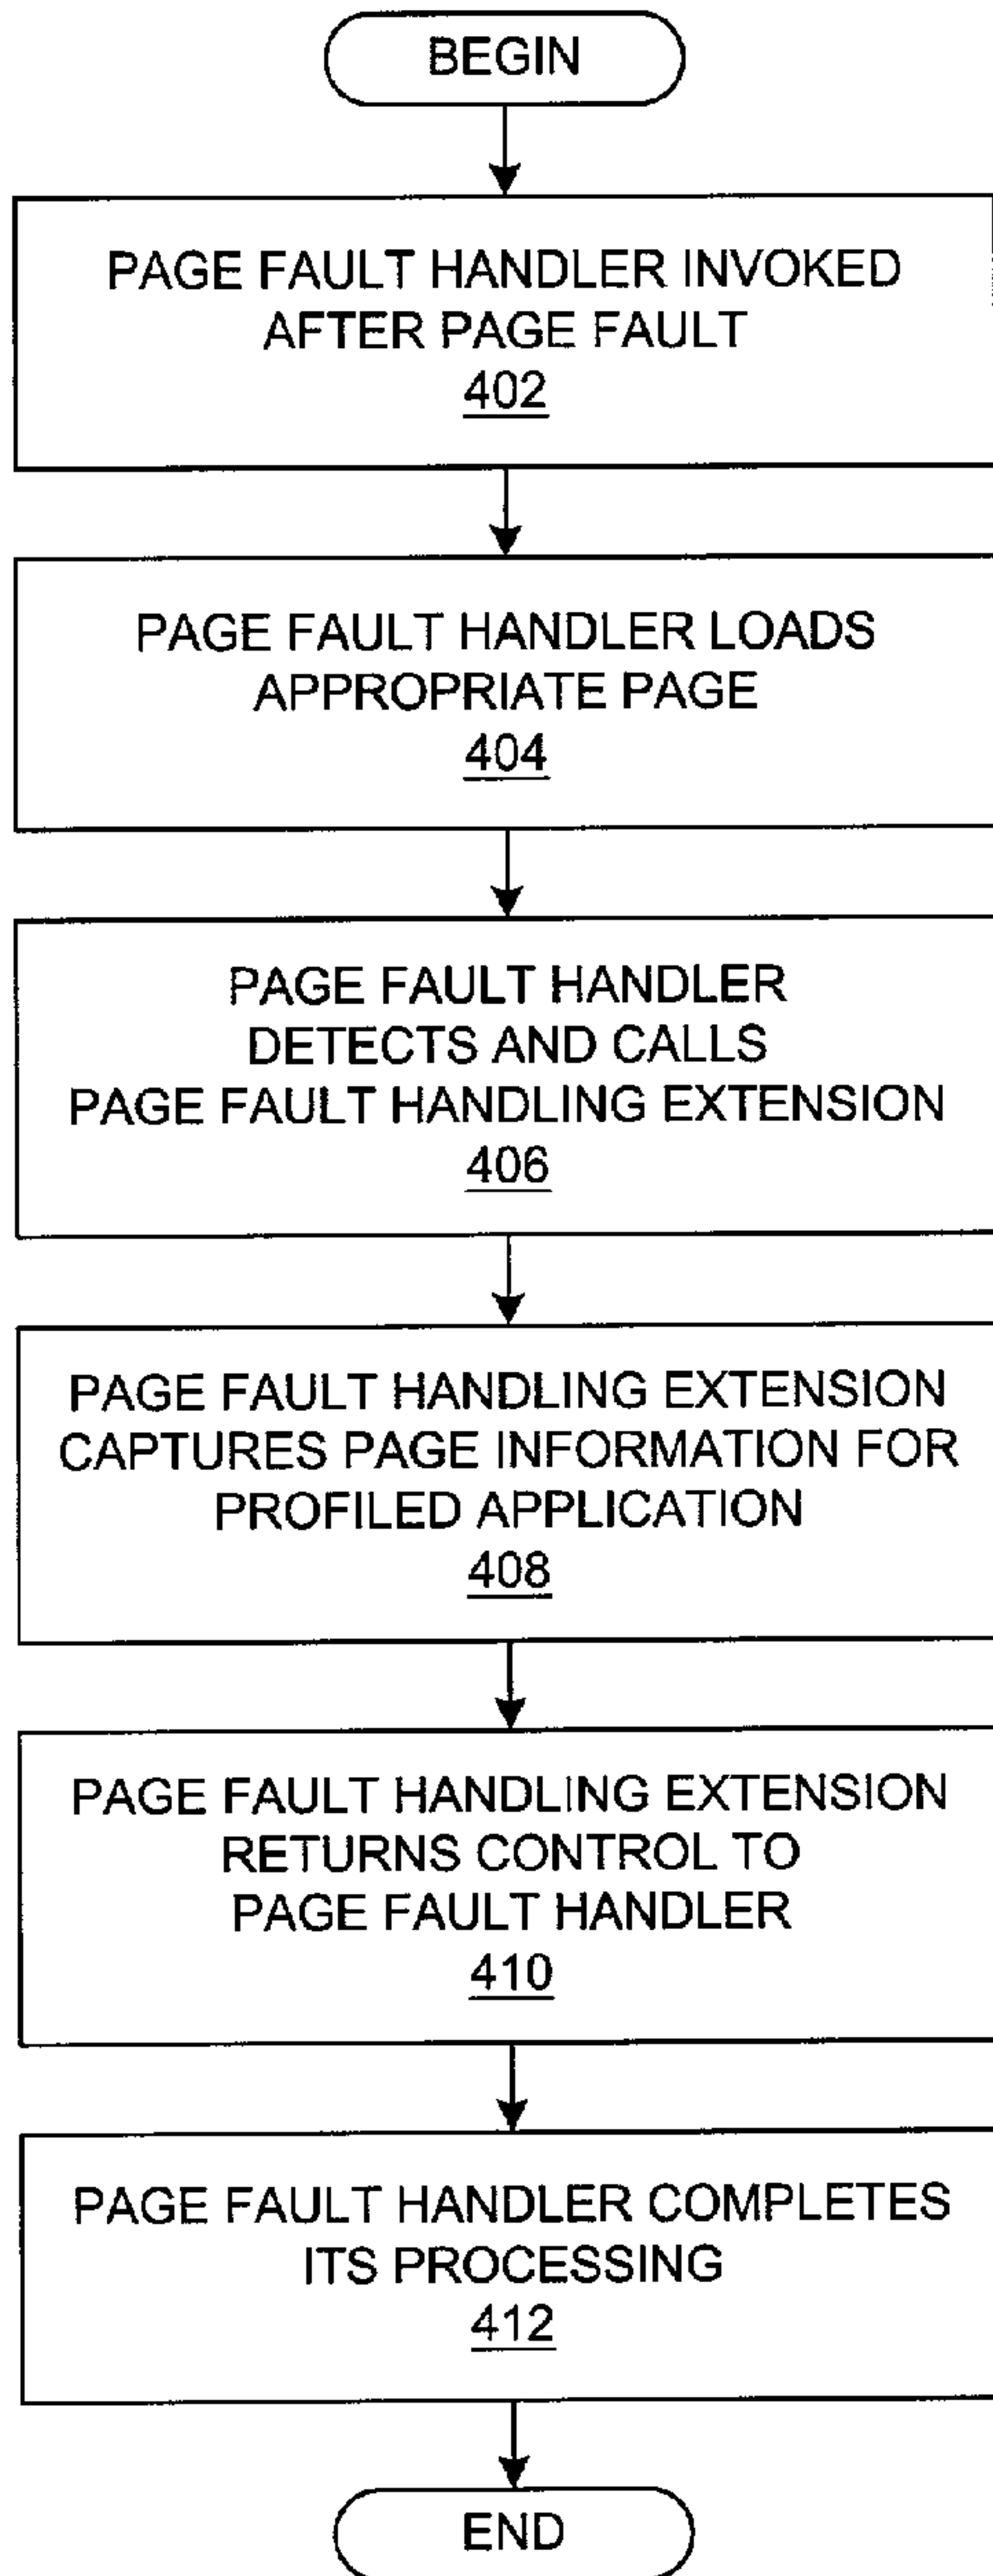 BEGIN
PAGE FAULT HANDLER INVOKED
AFTER PAGE FAULT
402
PAGE FAULT HANDLER LOADS
APPROPRIATE PAGE
404
PAGE FAULT HANDLER
DETECTS AND CALLS
PAGE FAULT HANDLING EXTENSION
406
PAGE FAULT HANDLING EXTENSION
CAPTURES PAGE INFORMATION FOR
PROFILED APPLICATION
408
PAGE FAULT HANDLING EXTENSION
RETURNS CONTROL TO
PAGE FAULT HANDLER
410
PAGE FAULT HANDLER COMPLETES
ITS PROCESSING
412
END